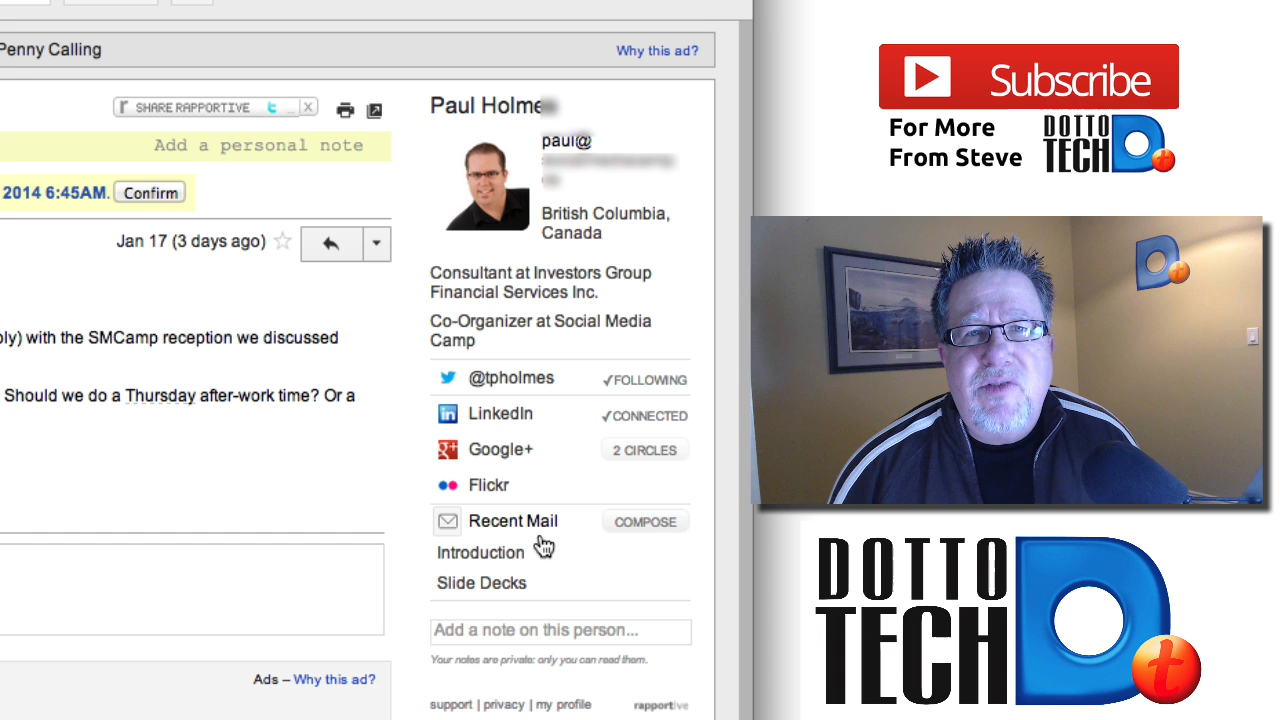 Penny Calling
Why this ad?
SHARE RAPPORTIVE
Add a personal note
2014 6:45AM. Confirm
Jan 17 (3 days ago)
with the SMCamp reception we discussed
Should we do a Thursday after-work time? Or a
Ads – Why this ad?
Paul Holmes
paul@
British Columbia,
Canada
Consultant at Investors Group
Financial Services Inc.
Co-Organizer at Social Media
Camp
@tpholmes ✓FOLLOWING
LinkedIn ✓CONNECTED
Google+ 2 CIRCLES
Flickr
Recent Mail COMPOSE
Introduction
Slide Decks
Add a note on this person...
Your notes are private: only you can read them.
support | privacy | my profile rapportive
Subscribe
For More
From Steve
DOTTO
TECH
D t
D t
DOTTO
TECH
D t